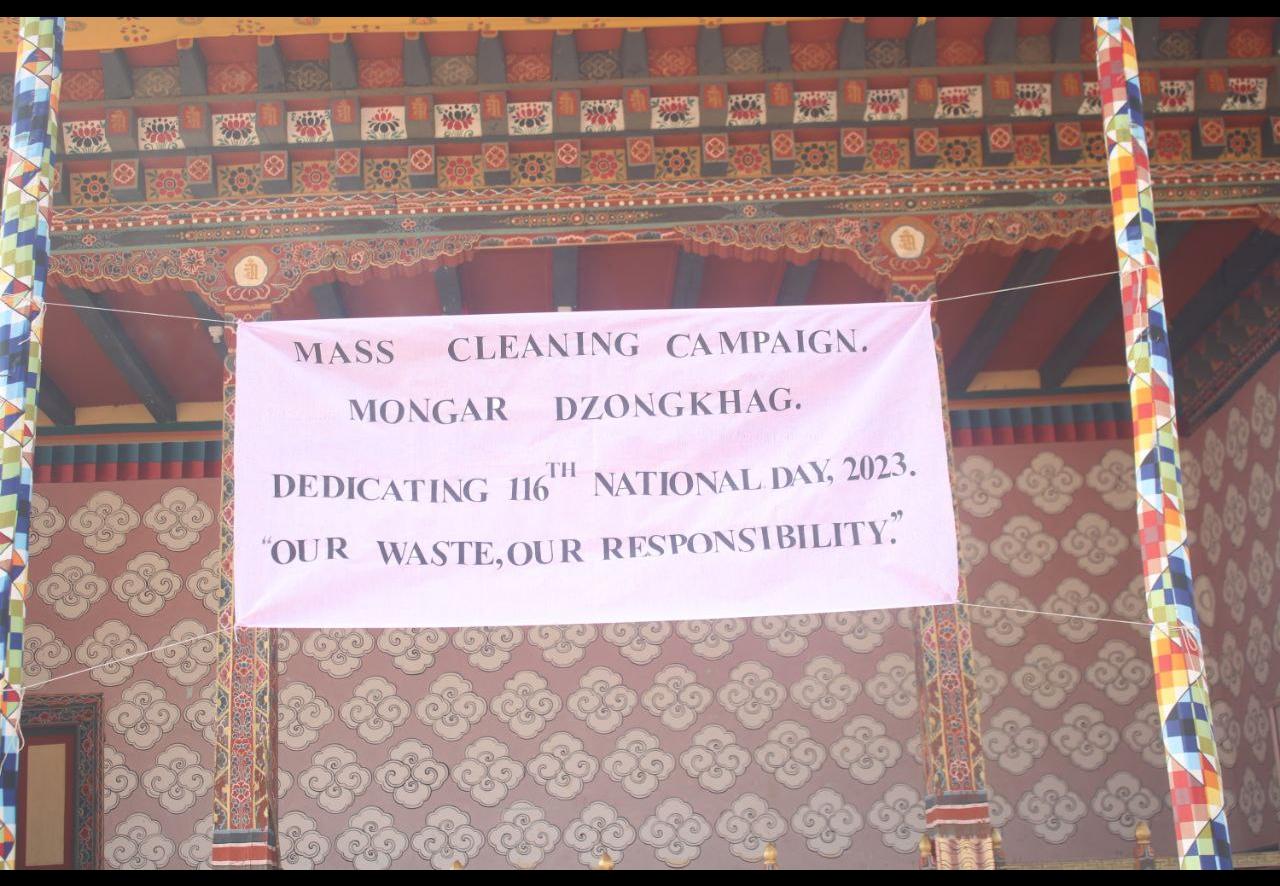 MASS CLEANING CAMPAIGN.
MONGAR DZONGKHAG.
DEDICATING 116TH NATIONAL DAY, 2023.
"OUR WASTE, OUR RESPONSIBILITY."